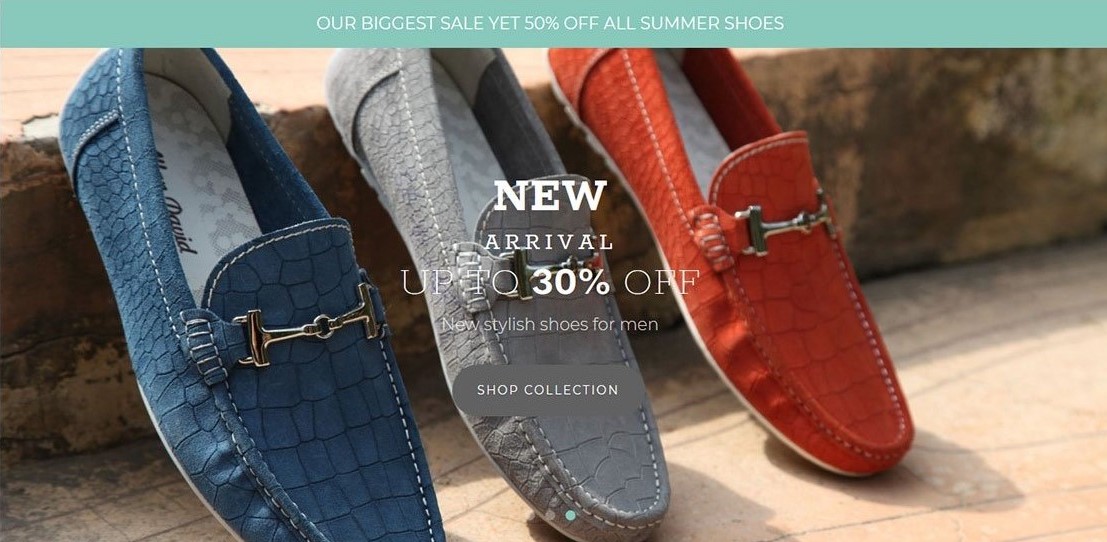 OUR BIGGEST SALE YET 50% OFF ALL SUMMER SHOES
NEW
ARRIVAL
UP TO 30% OFF
New stylish shoes for men
SHOP COLLECTION
David